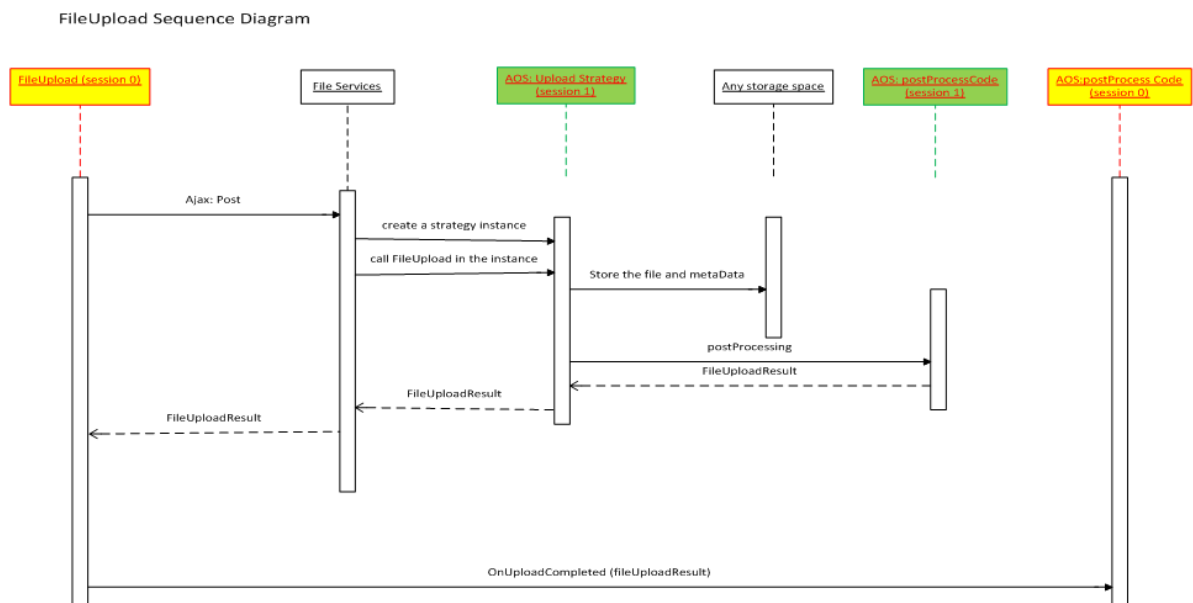 FileUpload Sequence Diagram
FileUpload (session 0)
File Services
AOS: Upload Strategy
(session 1)
Any storage space
AOS: postProcessCode
(session 1)
AOS:postProcess Code
(session 0)
Ajax: Post
create a strategy instance
call FileUpload in the instance
Store the file and metaData
postProcessing
FileUploadResult
FileUploadResult
FileUploadResult
OnUploadCompleted (fileUploadResult)